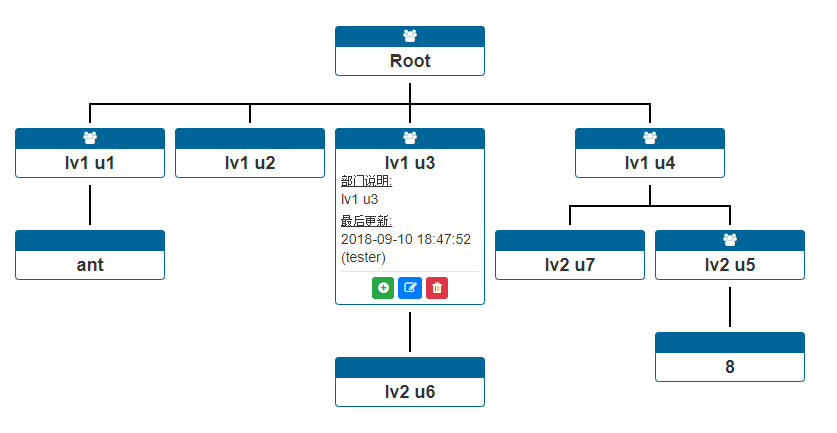 Root
lv1 u1
lv1 u2
lv1 u3
部门说明:
lv1 u3
最后更新:
2018-09-10 18:47:52
(tester)
lv1 u4
ant
lv2 u7
lv2 u5
lv2 u6
8